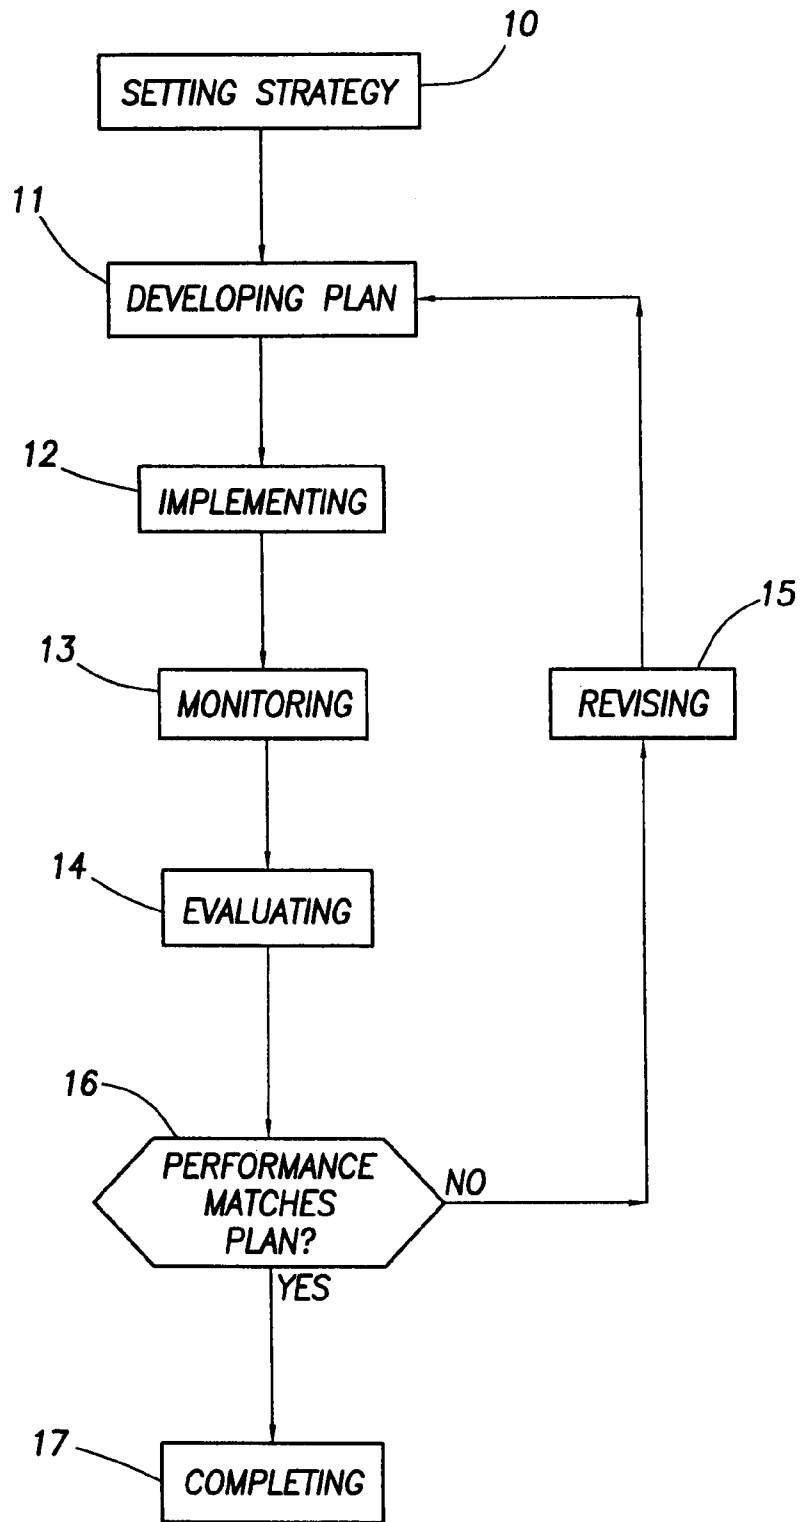 10
SETTING STRATEGY
11
DEVELOPING PLAN
12
IMPLEMENTING
13
MONITORING
15
REVISING
14
EVALUATING
16
PERFORMANCE
MATCHES
PLAN?
NO
YES
17
COMPLETING